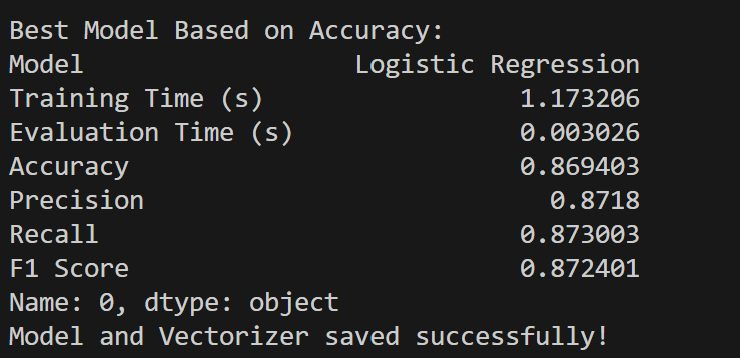 Best Model Based on Accuracy:
Model                  Logistic Regression
Training Time (s)                 1.173206
Evaluation Time (s)               0.003026
Accuracy                          0.869403
Precision                           0.8718
Recall                            0.873003
F1 Score                          0.872401
Name: 0, dtype: object
Model and Vectorizer saved successfully!